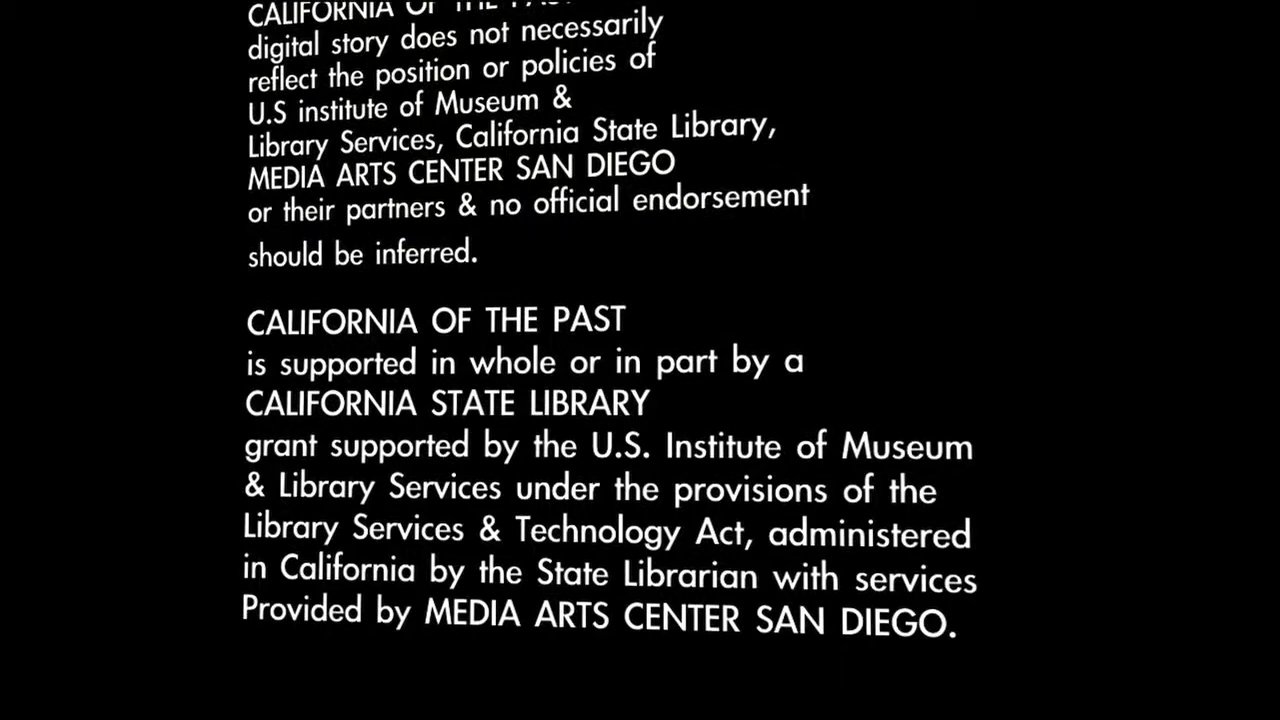 CALIFORNIA OF THE PAST
digital story does not necessarily
reflect the position or policies of
U.S institute of Museum &
Library Services, California State Library,
MEDIA ARTS CENTER SAN DIEGO
or their partners & no official endorsement
should be inferred.
CALIFORNIA OF THE PAST
is supported in whole or in part by a
CALIFORNIA STATE LIBRARY
grant supported by the U.S. Institute of Museum
& Library Services under the provisions of the
Library Services & Technology Act, administered
in California by the State Librarian with services
Provided by MEDIA ARTS CENTER SAN DIEGO.